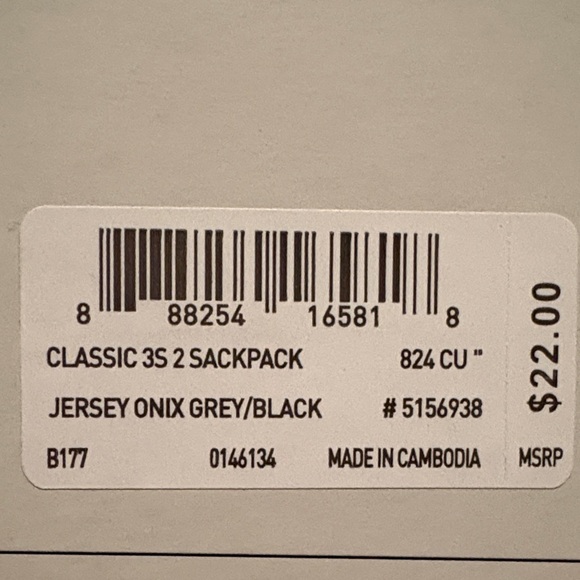 8 88254 16581 8
CLASSIC 3S 2 SACKPACK 824 CU "
JERSEY ONIX GREY/BLACK # 5156938
B177 0146134 MADE IN CAMBODIA
$22.00
MSRP